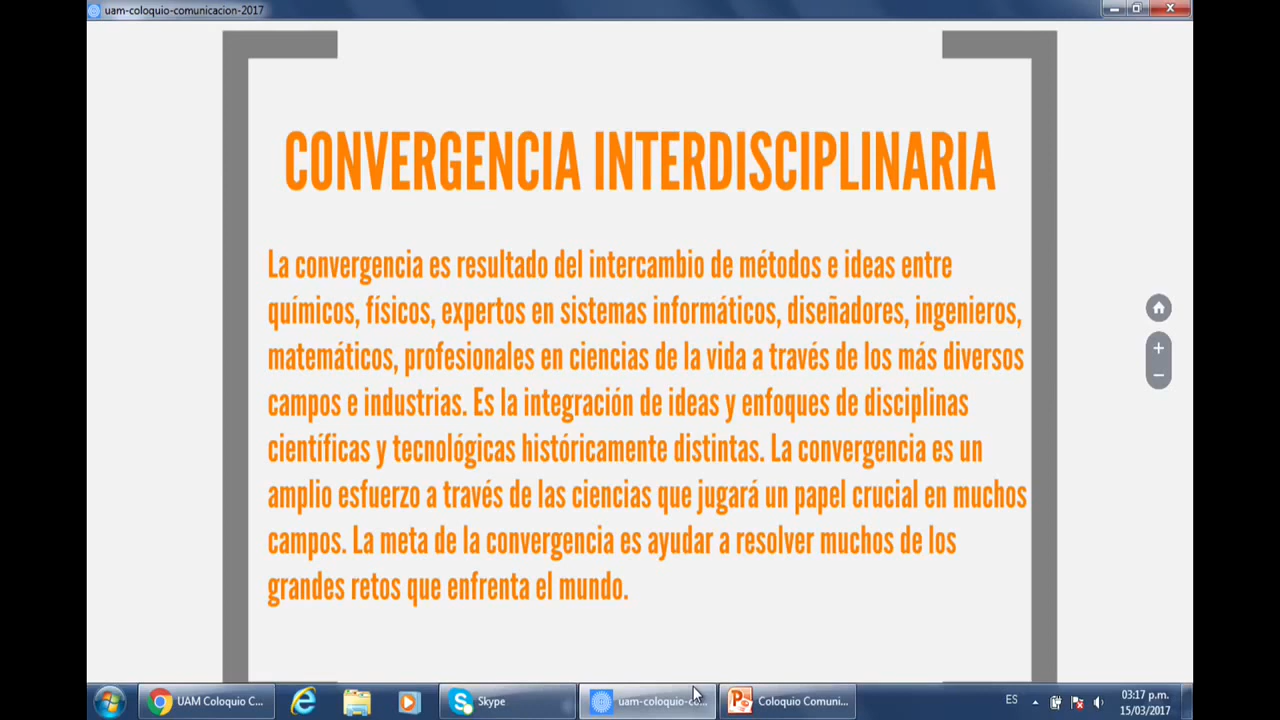 uam-coloquio-comunicacion-2017
CONVERGENCIA INTERDISCIPLINARIA
La convergencia es resultado del intercambio de métodos e ideas entre
químicos, físicos, expertos en sistemas informáticos, diseñadores, ingenieros,
matemáticos, profesionales en ciencias de la vida a través de los más diversos
campos e industrias. Es la integración de ideas y enfoques de disciplinas
científicas y tecnológicas históricamente distintas. La convergencia es un
amplio esfuerzo a través de las ciencias que jugará un papel crucial en muchos
campos. La meta de la convergencia es ayudar a resolver muchos de los
grandes retos que enfrenta el mundo.
UAM Coloquio C...
Skype
uam-coloquio-co...
Coloquio Comuni...
ES
03:17 p.m.
15/03/2017